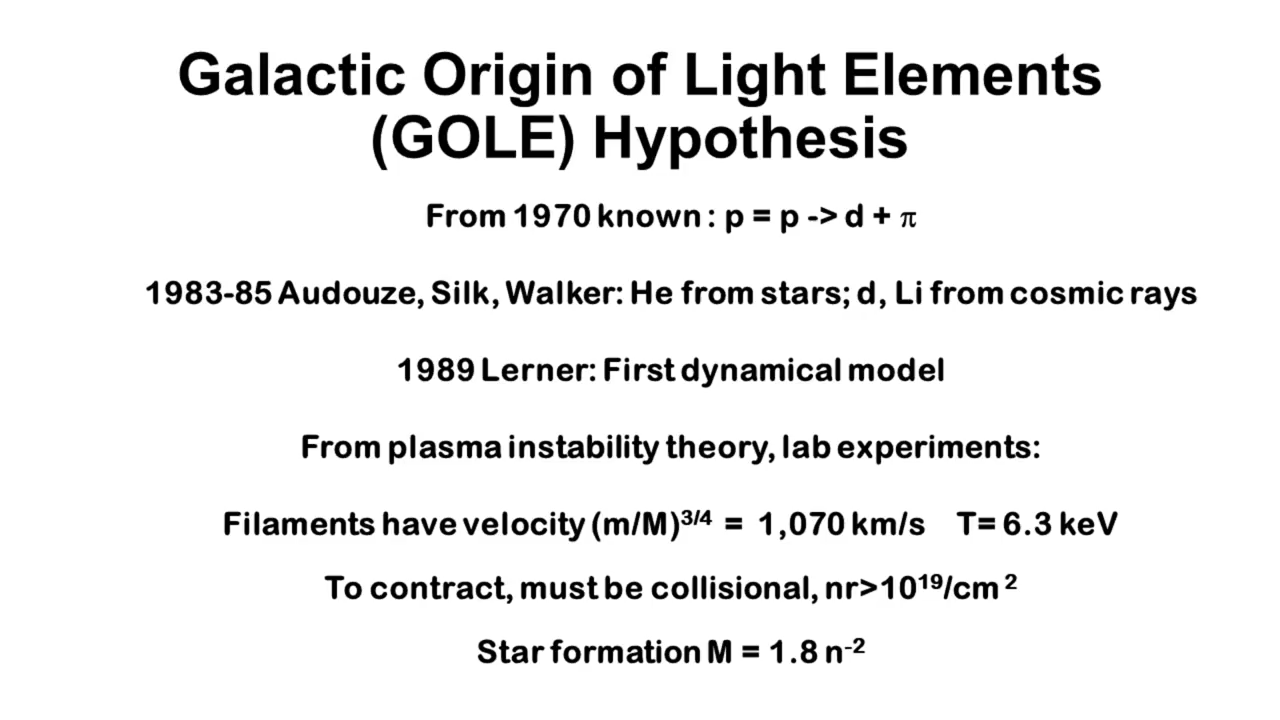 Galactic Origin of Light Elements
(GOLE) Hypothesis
From 1970 known : p = p -> d + π
1983-85 Audouze, Silk, Walker: He from stars; d, Li from cosmic rays
1989 Lerner: First dynamical model
From plasma instability theory, lab experiments:
Filaments have velocity (m/M)³/⁴ = 1,070 km/s T= 6.3 keV
To contract, must be collisional, nr>10¹⁹/cm ²
Star formation M = 1.8 n⁻²